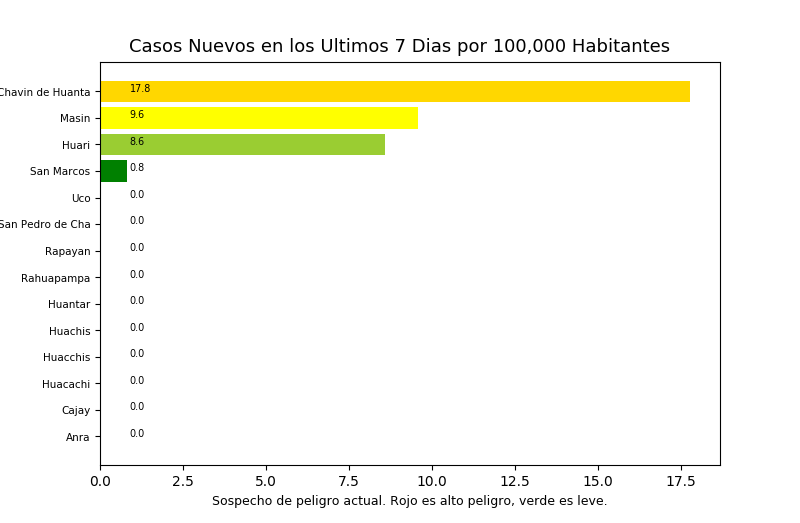 Casos Nuevos en los Ultimos 7 Dias por 100,000 Habitantes
Chavin de Huanta 17.8
Masin 9.6
Huari 8.6
San Marcos 0.8
Uco 0.0
San Pedro de Cha 0.0
Rapayan 0.0
Rahuapampa 0.0
Huantar 0.0
Huachis 0.0
Huacchis 0.0
Huacachi 0.0
Cajay 0.0
Anra 0.0
0.0 2.5 5.0 7.5 10.0 12.5 15.0 17.5
Sospecho de peligro actual. Rojo es alto peligro, verde es leve.